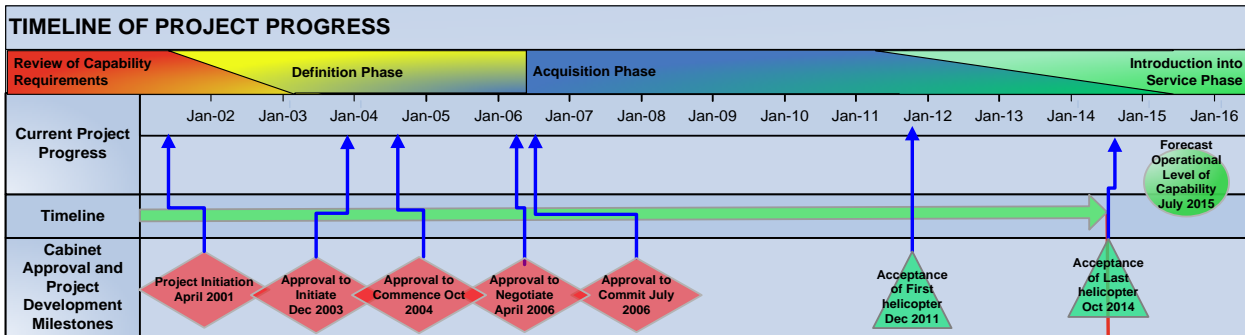 TIMELINE OF PROJECT PROGRESS
Review of Capability
Requirements
Definition Phase
Acquisition Phase
Introduction into
Service Phase
Current Project
Progress
Jan-02 Jan-03 Jan-04 Jan-05 Jan-06 Jan-07 Jan-08 Jan-09 Jan-10 Jan-11 Jan-12 Jan-13 Jan-14 Jan-15 Jan-16
Forecast
Operational
Level of
Capability
July 2015
Timeline
Cabinet
Approval and
Project
Development
Milestones
Project Initiation
April 2001
Approval to
Initiate
Dec 2003
Approval to
Commence Oct
2004
Approval to
Negotiate
April 2006
Approval to
Commit July
2006
Acceptance
of First
helicopter
Dec 2011
Acceptance
of Last
helicopter
Oct 2014